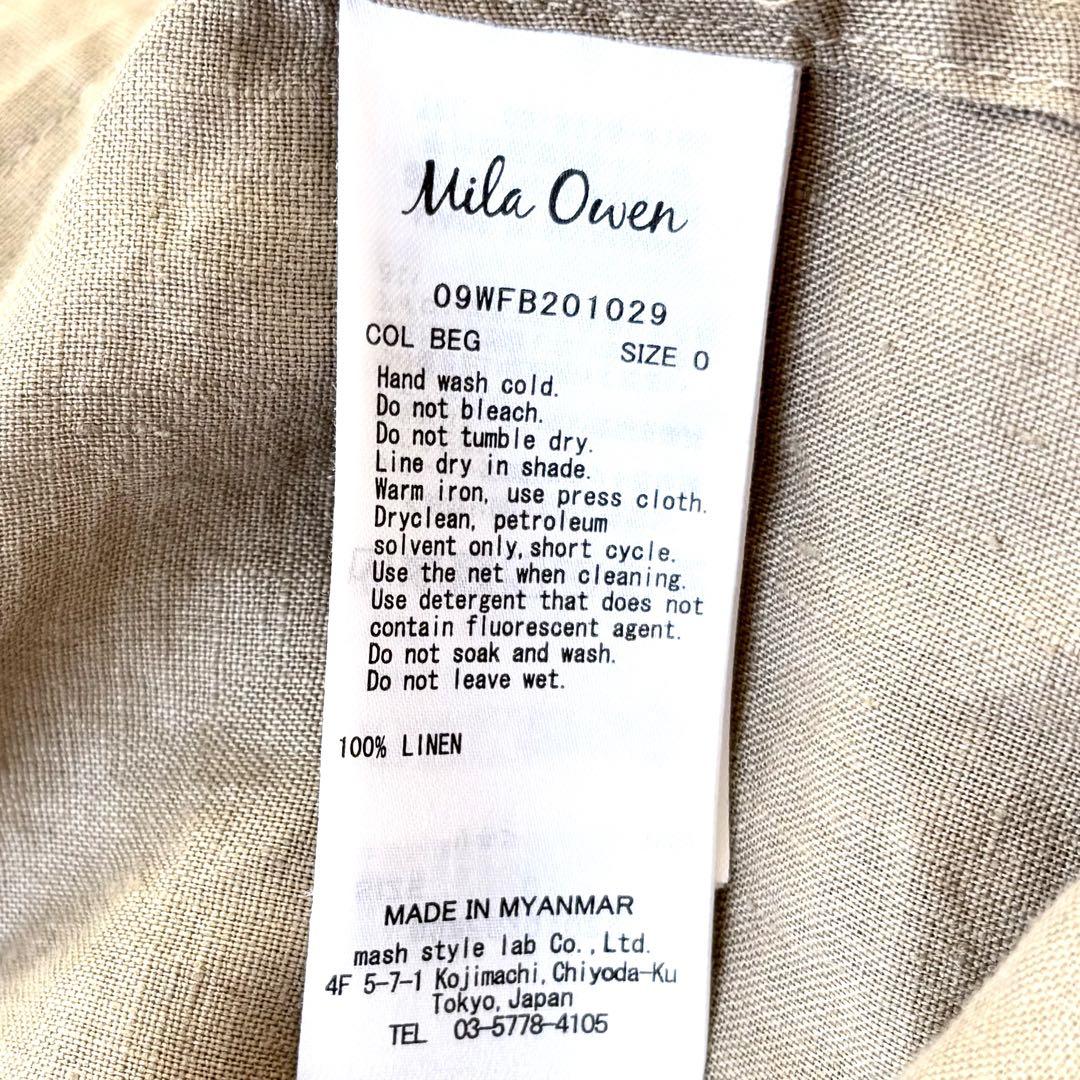 Mila Owen
09WFB201029
COL BEG SIZE 0
Hand wash cold.
Do not bleach.
Do not tumble dry.
Line dry in shade.
Warm iron, use press cloth.
Dryclean, petroleum
solvent only,short cycle.
Use the net when cleaning.
Use detergent that does not
contain fluorescent agent.
Do not soak and wash.
Do not leave wet.
100% LINEN
MADE IN MYANMAR
mash style lab Co.,Ltd.
4F 5-7-1 Kojimachi,Chiyoda-Ku
Tokyo,Japan
TEL 03-5778-4105